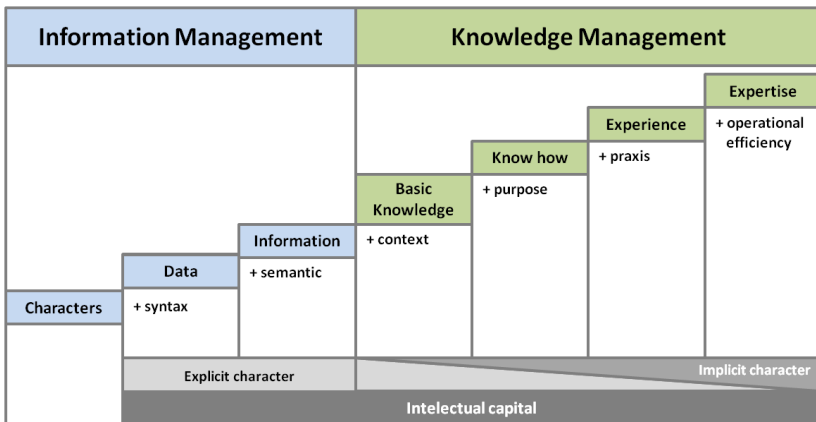 Information Management
Knowledge Management
Expertise
+ operational
efficiency
Experience
+ praxis
Know how
+ purpose
Basic
Knowledge
+ context
Information
+ semantic
Data
+ syntax
Characters
Explicit character
Implicit character
Intelectual capital